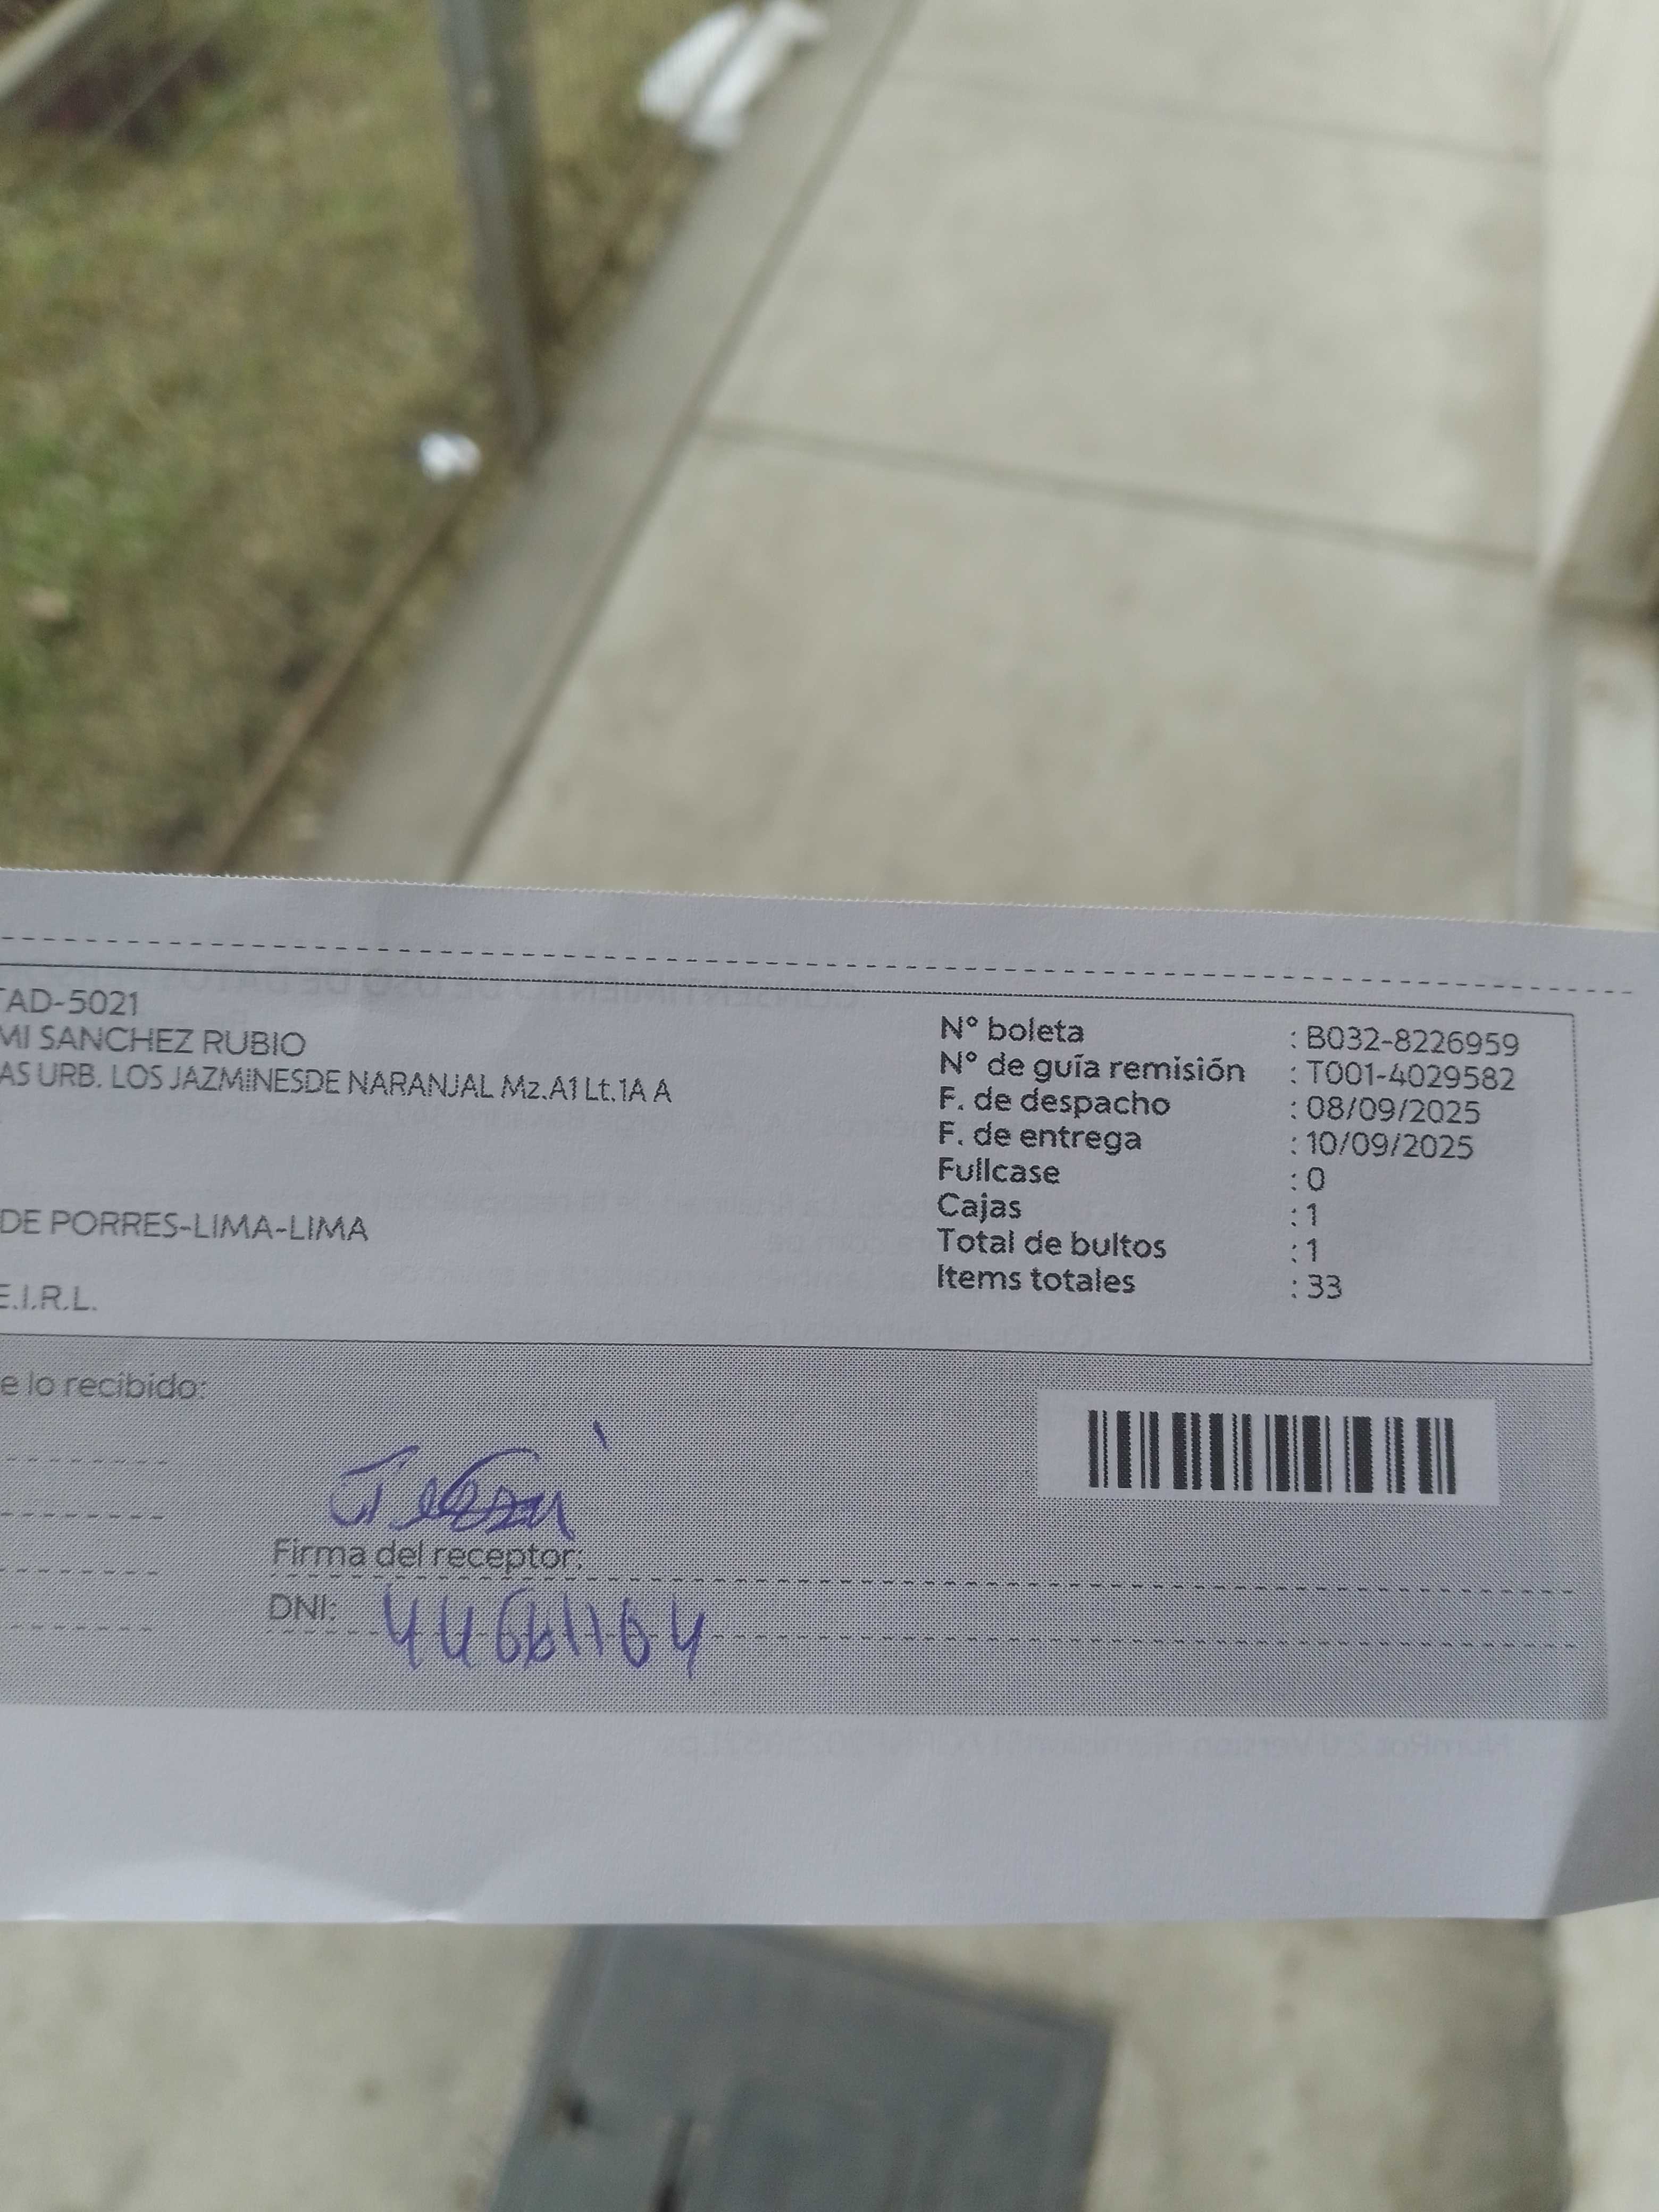 TAD-5021
MI SANCHEZ RUBIO
AS URB. LOS JAZMINESDE NARANJAL Mz.A1 Lt.1A A
DE PORRES-LIMA-LIMA
E.I.R.L.
N° boleta : B032-8226959
N° de guía remisión : T001-4029582
F. de despacho : 08/09/2025
F. de entrega : 10/09/2025
Fullcase : 0
Cajas : 1
Total de bultos : 1
Items totales : 33
e lo recibido:
Firma del receptor:
DNI: 44661164